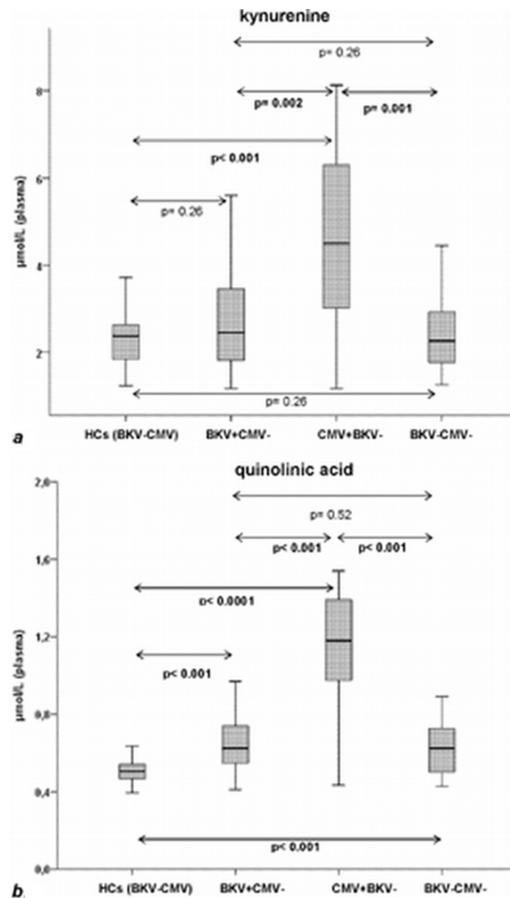 kynurenine
p= 0.26
8
p= 0.002
p= 0.001
p< 0.001
6
p= 0.26
µmol/L (plasma)
4
2
p= 0.26
a
HCs (BKV-CMV)
BKV+CMV-
CMV+BKV-
BKV-CMV-
quinolinic acid
2,0
p= 0.52
1,6
p< 0.001
p< 0.001
p< 0.0001
1,2
p< 0.001
µmol/L (plasma)
0,8
0,4
p< 0.001
0,0
b.
HCs (BKV-CMV)
BKV+CMV-
CMV+BKV-
BKV-CMV-